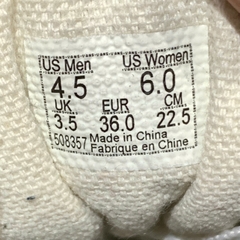 US Men US Women
4.5 6.0
UK EUR CM
3.5 36.0 22.5
508357 Made in China
Fabrique en Chine